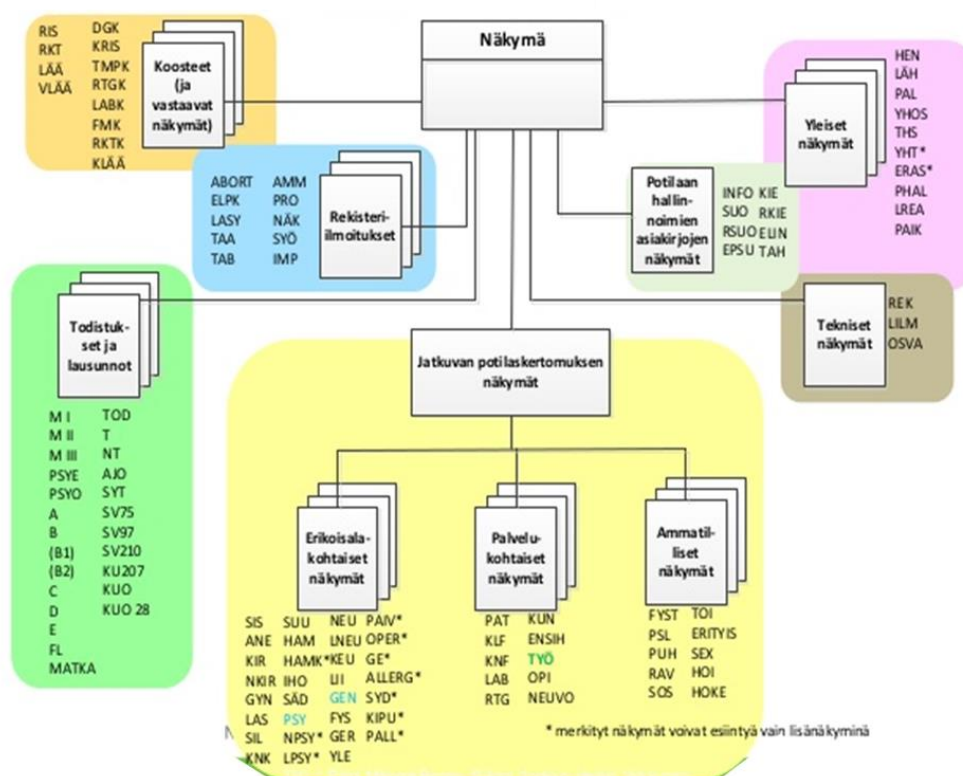 Näkymä
RIS DGK
RKT KRIS
LÄÄ TMPK
VLÄÄ RTGK
LABK
FMK
RKTK
KLÄÄ
Koosteet
(ja
vastaavat
näkymät)
Yleiset
näkymät
HEN
LÄH
PAL
YHOS
THS
YHT*
ERAS*
PHAL
LREA
PAIK
ABORT AMM
ELPK PRO
LASY NÄK
TAA SYÖ
TAB IMP
Rekisteri-
ilmoitukset
Potilaan
hallin-
noimien
asiakirjojen
näkymät
INFO KIE
SUO RKIE
RSUO ELIN
EPSU TAH
Todistuk-
set ja
lausunnot
M I TOD
M II T
M III NT
PSYE AJO
PSYO SYT
A SV75
B SV97
(B1) SV210
(B2) KU207
C KUO
D KUO 28
E
FL
MATKA
Tekniset
näkymät
REK
LILM
OSVA
Jatkuvan potilaskertomuksen
näkymät
Erikoisala-
kohtaiset
näkymät
SIS SUU NEU PAIV*
ANE HAM LNEU OPER*
KIR HAMK* KEU GE*
NKIR IHO LII ALLERG*
GYN SÄD GEN SYD*
LAS PSY FYS KIPU*
SIL NPSY* GER PALL*
KNK LPSY* YLE
Palvelu-
kohtaiset
näkymät
PAT KUN
KLF ENSIH
KNF TYÖ
LAB OPI
RTG NEUVO
Ammatil-
liset
näkymät
FYST TOI
PSL ERITYIS
PUH SEX
RAV HOI
SOS HOKE
* merkityt näkymät voivat esiintyä vain lisänäkyminä